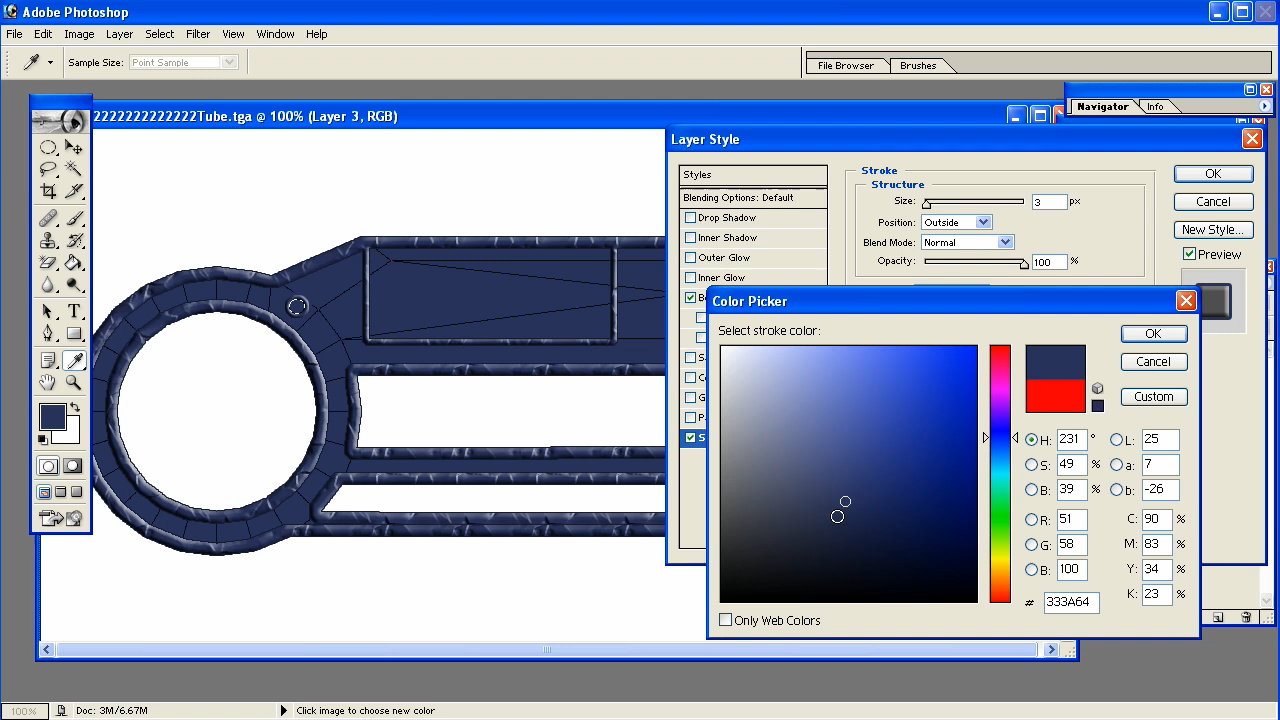 Adobe Photoshop
File Edit Image Layer Select Filter View Window Help
Sample Size: Point Sample
File Browser Brushes
Navigator Info
22222222222222Tube.tga @ 100% (Layer 3, RGB)
Layer Style
Styles
Blending Options: Default
Drop Shadow
Inner Shadow
Outer Glow
Inner Glow
Stroke
Structure
Size: 3 px
Position: Outside
Blend Mode: Normal
Opacity: 100 %
OK
Cancel
New Style...
Preview
Color Picker
Select stroke color:
OK
Cancel
Custom
H: 231 °
S: 49 %
B: 39 %
R: 51
G: 58
B: 100
# 333A64
L: 25
a: 7
b: -26
C: 90 %
M: 83 %
Y: 34 %
K: 23 %
Only Web Colors
100%
Doc: 3M/6.67M
Click image to choose new color